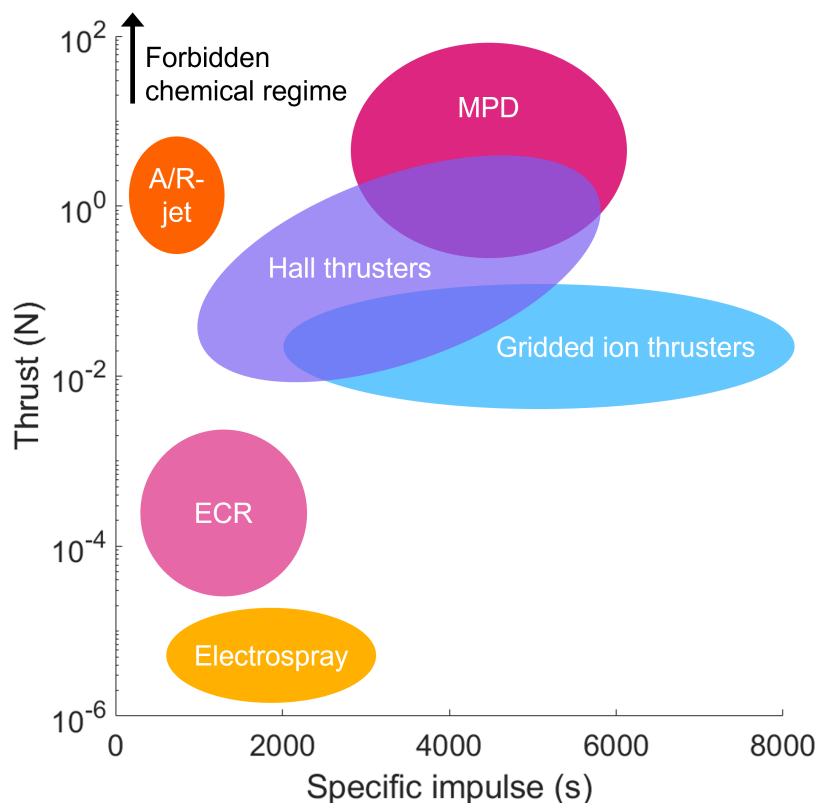 Forbidden
chemical regime
MPD
A/R-
jet
Hall thrusters
Gridded ion thrusters
ECR
Electrospray
Thrust (N)
10^2
10^0
10^-2
10^-4
10^-6
0 2000 4000 6000 8000
Specific impulse (s)